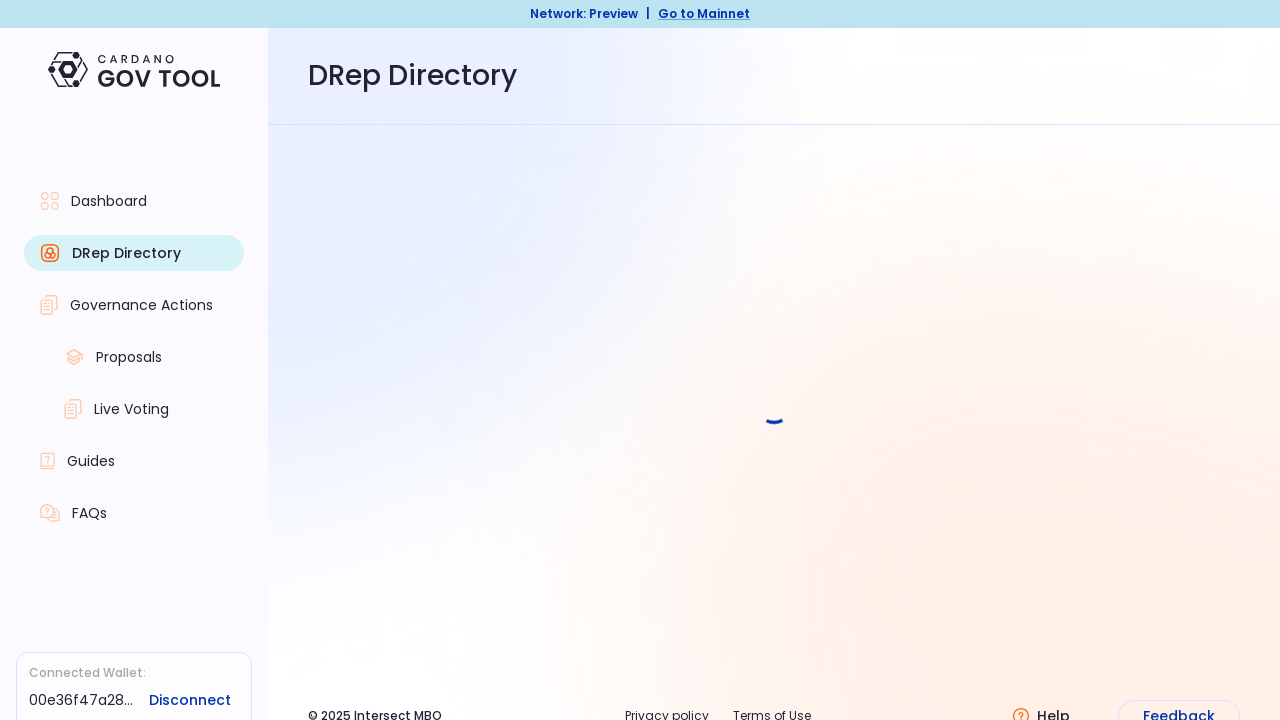 Network: Preview | Go to Mainnet
CARDANO
GOV TOOL
DRep Directory
Dashboard
DRep Directory
Governance Actions
Proposals
Live Voting
Guides
FAQs
Connected Wallet:
00e36f47a28... Disconnect
© 2025 Intersect MBO Privacy policy Terms of Use Help Feedback